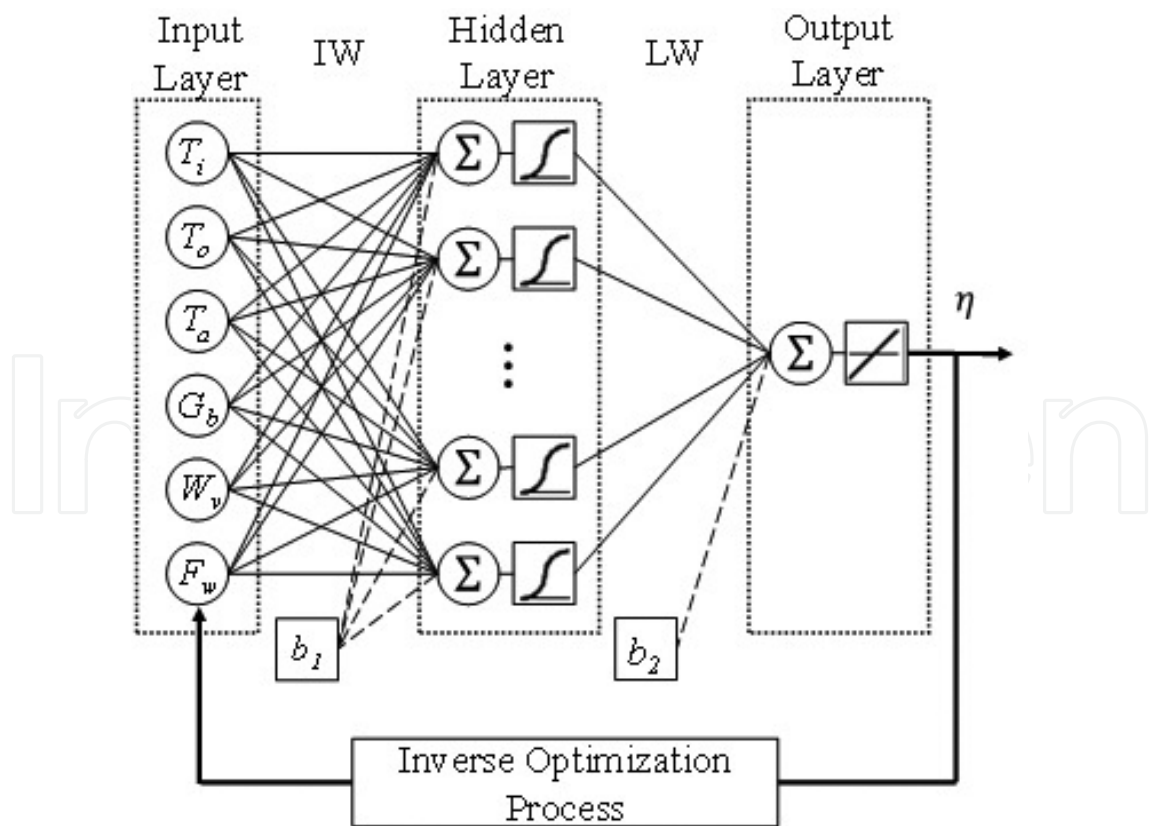 Input
Layer
IW
Hidden
Layer
LW
Output
Layer
T_i
T_o
T_a
G_b
W_v
F_w
Σ
Σ
Σ
Σ
Σ
η
b_1
b_2
Inverse Optimization
Process